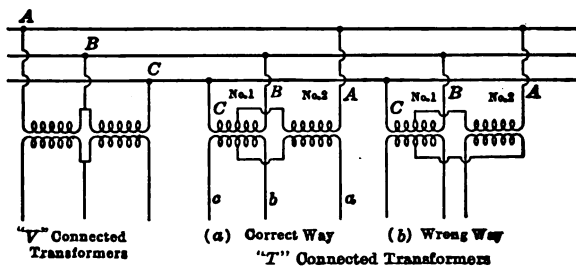 A
B
C
C No.1 B No.2 A
C No.1 B No.2 A
c b a
"V" Connected
Transformers
(a) Correct Way
(b) Wrong Way
"T" Connected Transformers